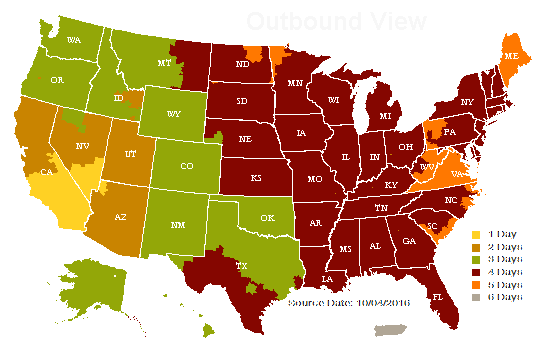 Outbound View
WA
ME
MT
ND
OR
MN
ID
SD
WI
NY
WY
MI
IA
PA
NE
NV
OH
UT
IL
IN
CO
WV
VA
CA
KS
MO
KY
NC
TN
AZ
OK
NM
AR
SC
MS
AL
GA
TX
LA
FL
1 Day
2 Days
3 Days
4 Days
5 Days
6 Days
Source Date: 10/04/2016